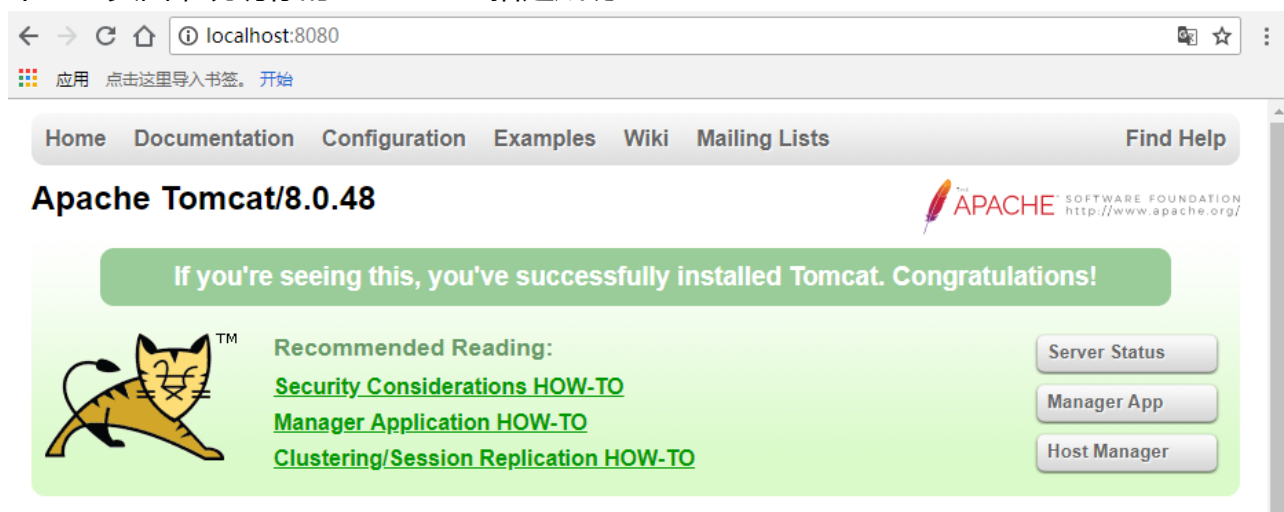 localhost:8080
应用 点击这里导入书签。 开始
Home Documentation Configuration Examples Wiki Mailing Lists Find Help
Apache Tomcat/8.0.48
THE
APACHE SOFTWARE FOUNDATION
http://www.apache.org/
If you're seeing this, you've successfully installed Tomcat. Congratulations!
TM
Recommended Reading:
Security Considerations HOW-TO
Manager Application HOW-TO
Clustering/Session Replication HOW-TO
Server Status
Manager App
Host Manager